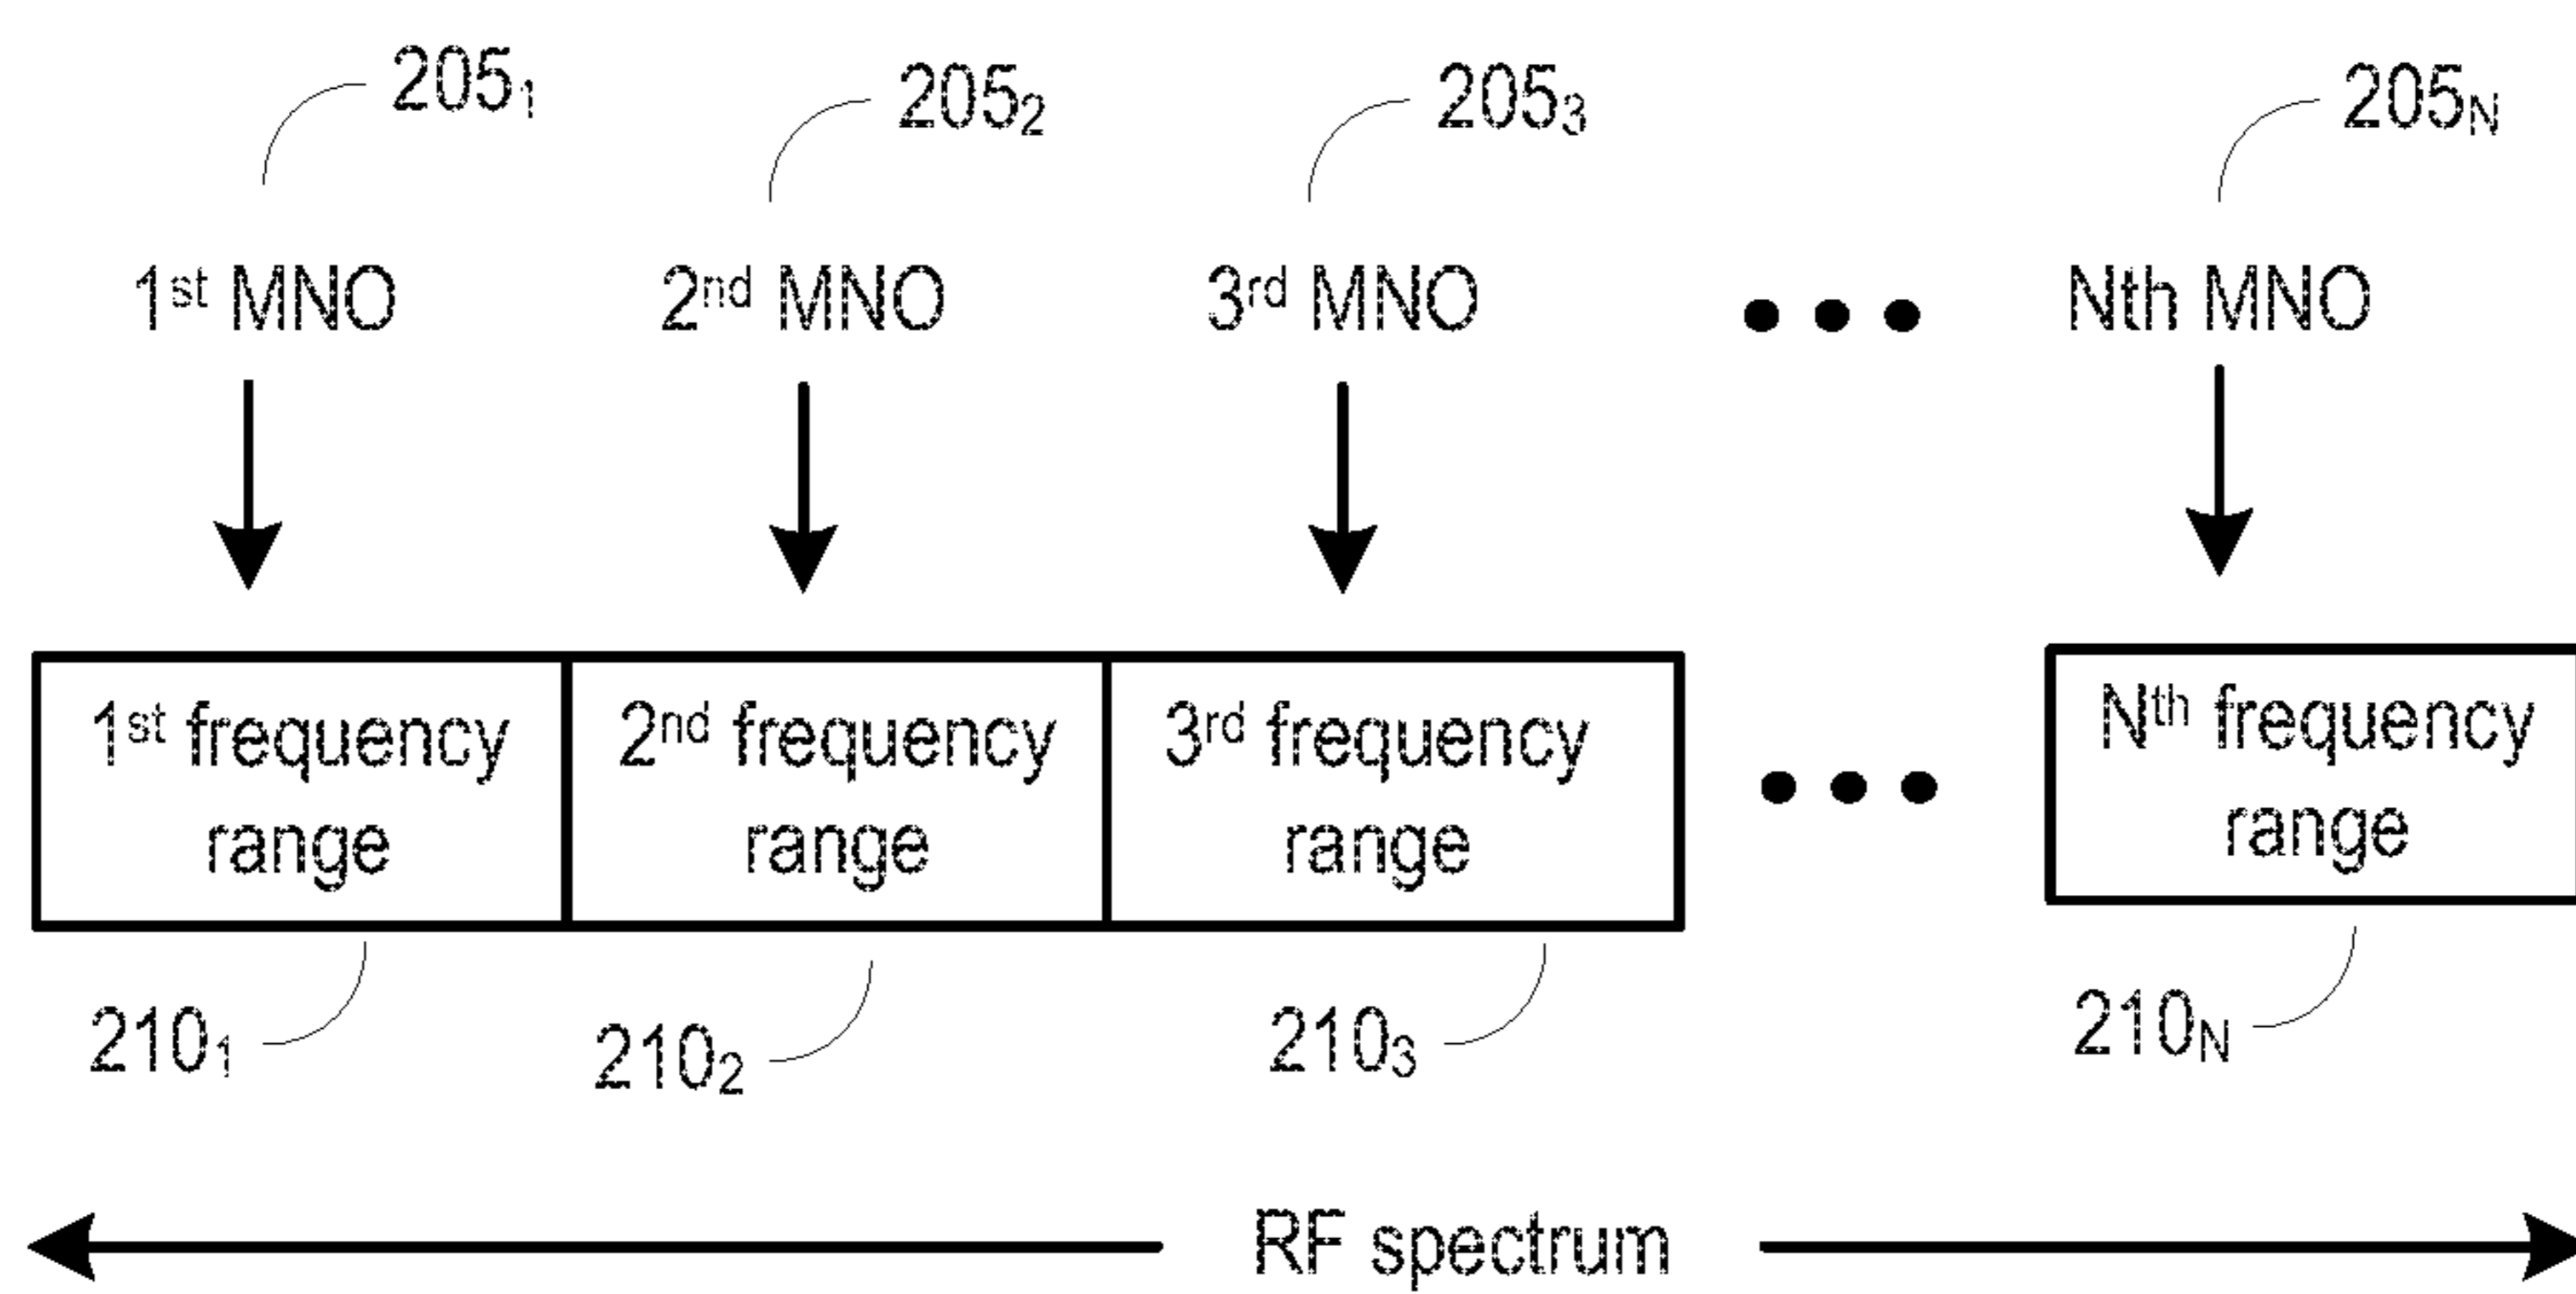 205₁ 205₂ 205₃ 205N
1st MNO 2nd MNO 3rd MNO ••• Nth MNO
1st frequency 2nd frequency 3rd frequency ••• Nth frequency
range range range range
210₁ 210₂ 210₃ 210N
RF spectrum